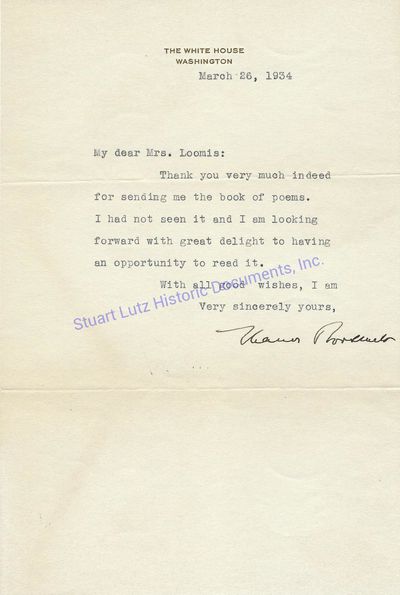 THE WHITE HOUSE
WASHINGTON
March 26, 1934
My dear Mrs. Loomis:
Thank you very much indeed
for sending me the book of poems.
I had not seen it and I am looking
forward with great delight to having
an opportunity to read it.
With all good wishes, I am
Very sincerely yours,
Eleanor Roosevelt
Stuart Lutz Historic Documents, Inc.